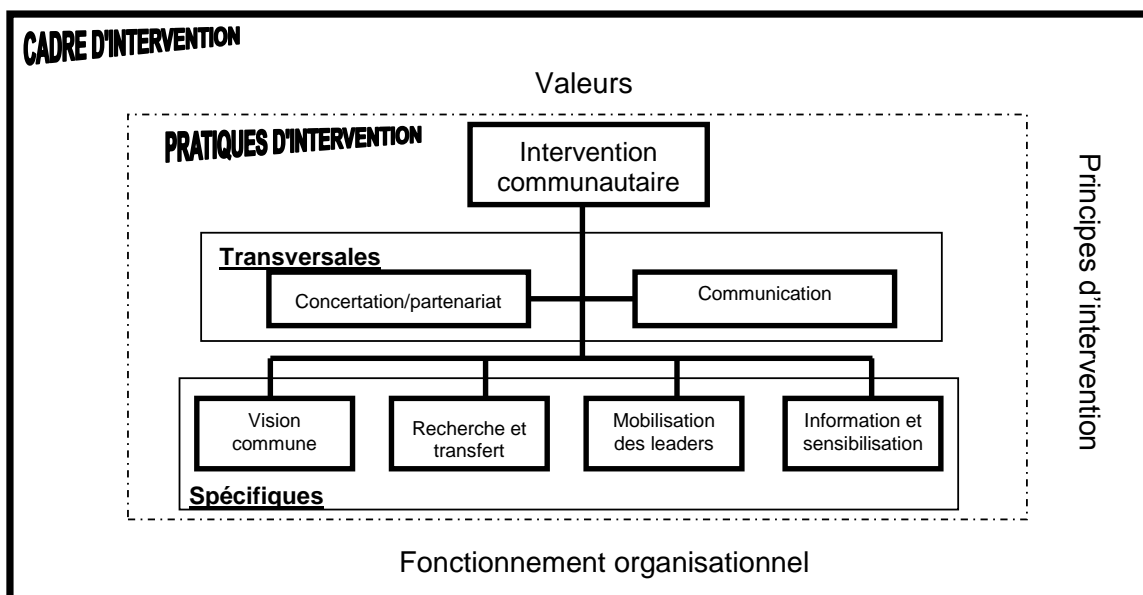 CADRE D'INTERVENTION
Valeurs
PRATIQUES D'INTERVENTION
Intervention
communautaire
Principes d'intervention
Transversales
Concertation/partenariat
Communication
Vision
commune
Recherche et
transfert
Mobilisation
des leaders
Information et
sensibilisation
Spécifiques
Fonctionnement organisationnel